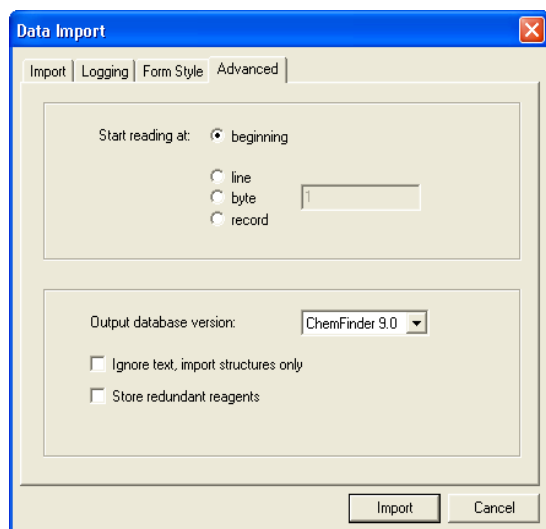 Data Import
Import Logging Form Style Advanced
Start reading at: beginning
line
byte 1
record
Output database version: ChemFinder 9.0
Ignore text, import structures only
Store redundant reagents
Import Cancel